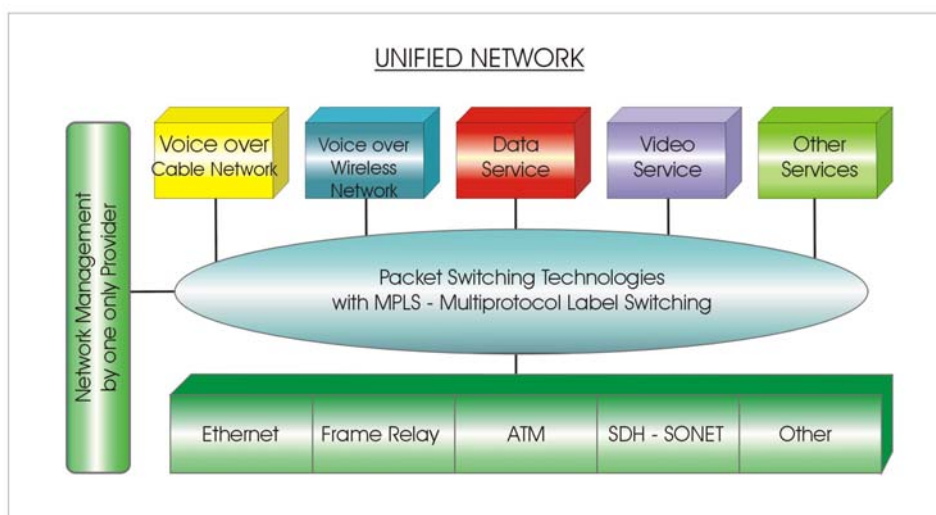 UNIFIED NETWORK
Voice over
Cable Network
Voice over
Wireless
Network
Data
Service
Video
Service
Other
Services
Network Management
by one only Provider
Packet Switching Technologies
with MPLS - Multiprotocol Label Switching
Ethernet
Frame Relay
ATM
SDH - SONET
Other